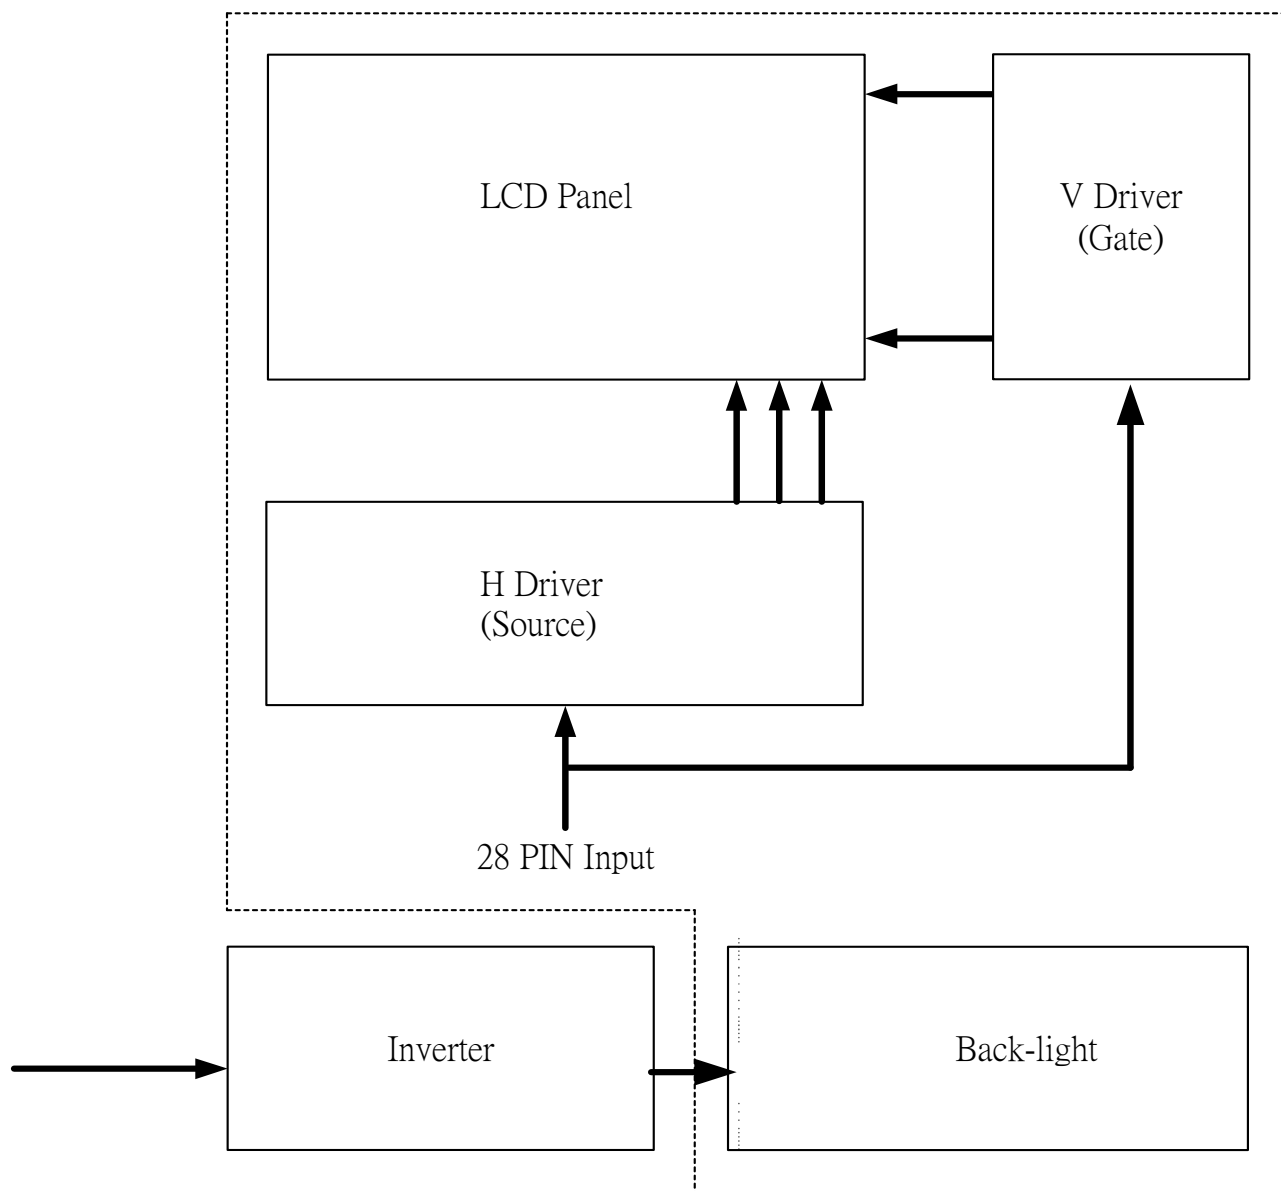 LCD Panel
V Driver
(Gate)
H Driver
(Source)
28 PIN Input
Inverter
Back-light